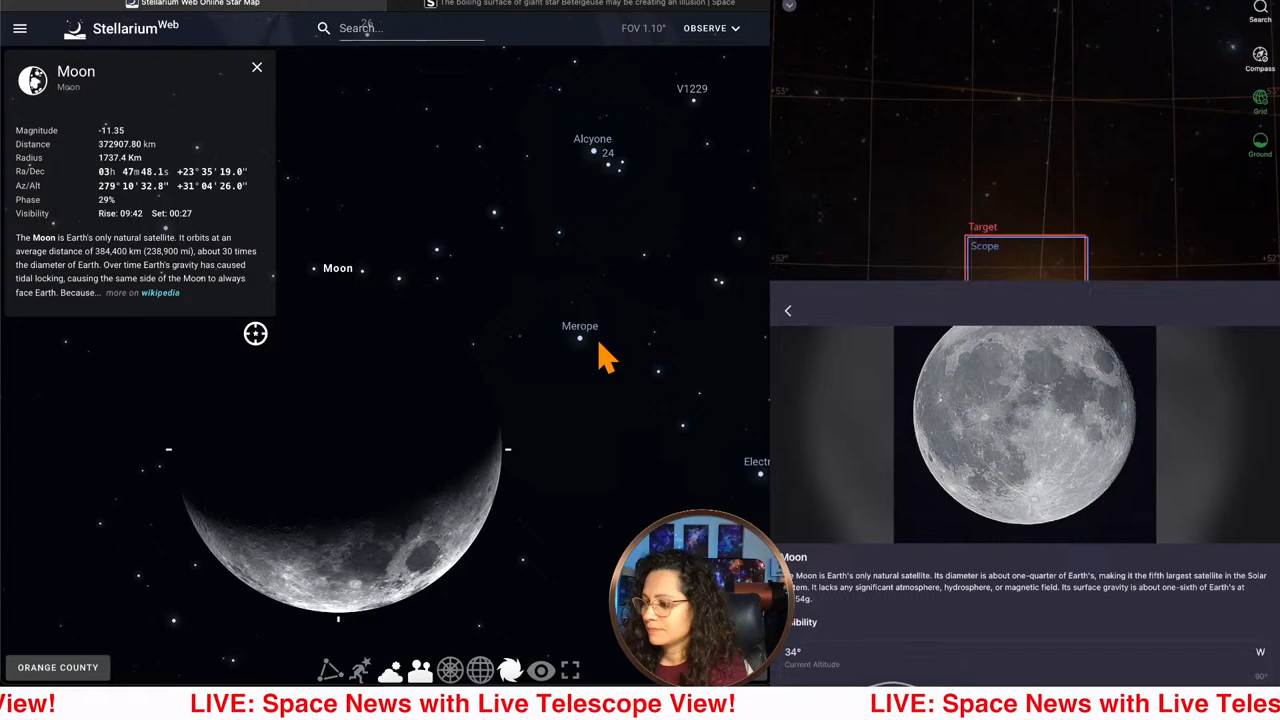 Stellarium Web Online Star Map
The boiling surface of giant star Betelgeuse may be creating an illusion | Space
Stellarium Web
Search...
26
FOV 1.10°
OBSERVE
Moon
Moon
Magnitude -11.35
Distance 372907.80 km
Radius 1737.4 Km
Ra/Dec 03h 47m48.1s +23°35'19.0"
Az/Alt 279°10'32.8" +31°04'26.0"
Phase 29%
Visibility Rise: 09:42 Set: 00:27
The Moon is Earth's only natural satellite. It orbits at an
average distance of 384,400 km (238,900 mi), about 30 times
the diameter of Earth. Over time Earth's gravity has caused
tidal locking, causing the same side of the Moon to always
face Earth. Because... more on wikipedia
V1229
Alcyone
24
Moon
Merope
Electr
ORANGE COUNTY
Search
Compass
Grid
Ground
+53°
+53°
+52°
+52°
Target
Scope
Moon
e Moon is Earth's only natural satellite. Its diameter is about one-quarter of Earth's, making it the fifth largest satellite in the Solar
tem. It lacks any significant atmosphere, hydrosphere, or magnetic field. Its surface gravity is about one-sixth of Earth's at
54g.
sibility
34°
Current Altitude
W
90°
View!
LIVE: Space News with Live Telescope View!
LIVE: Space News with Live Teles